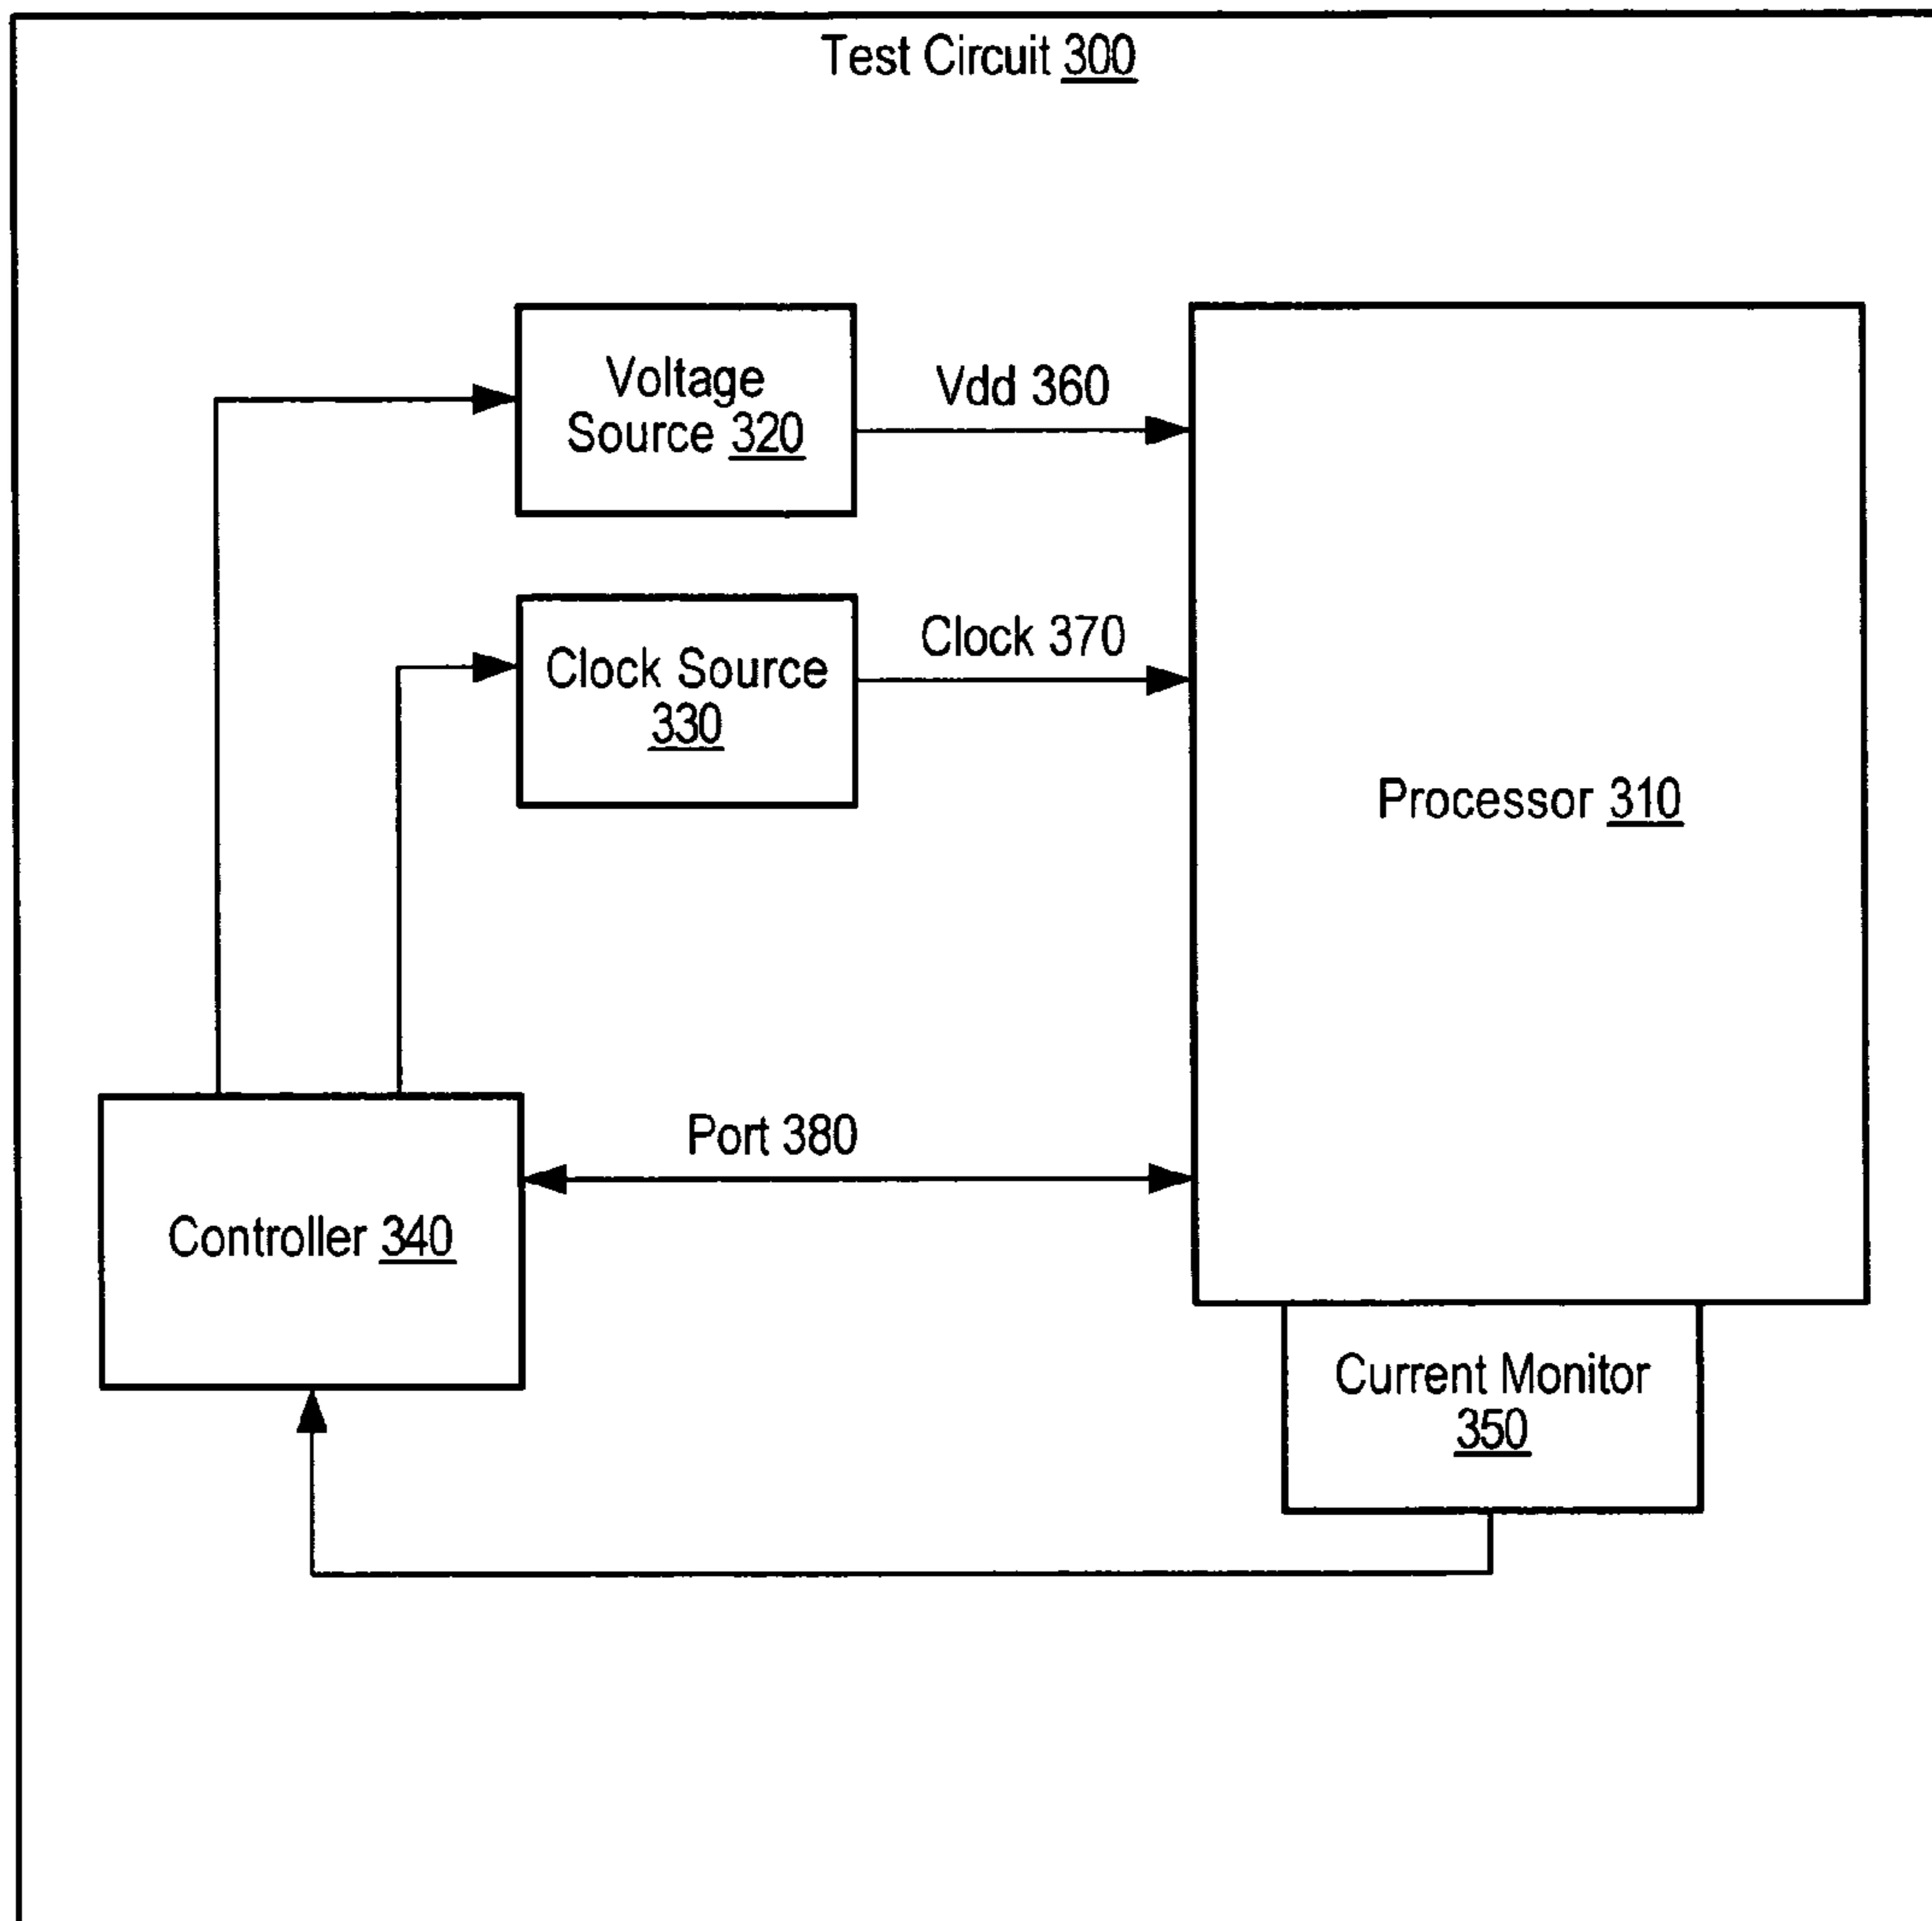 Test Circuit 300
Voltage
Source 320
Vdd 360
Clock Source
330
Clock 370
Processor 310
Port 380
Controller 340
Current Monitor
350